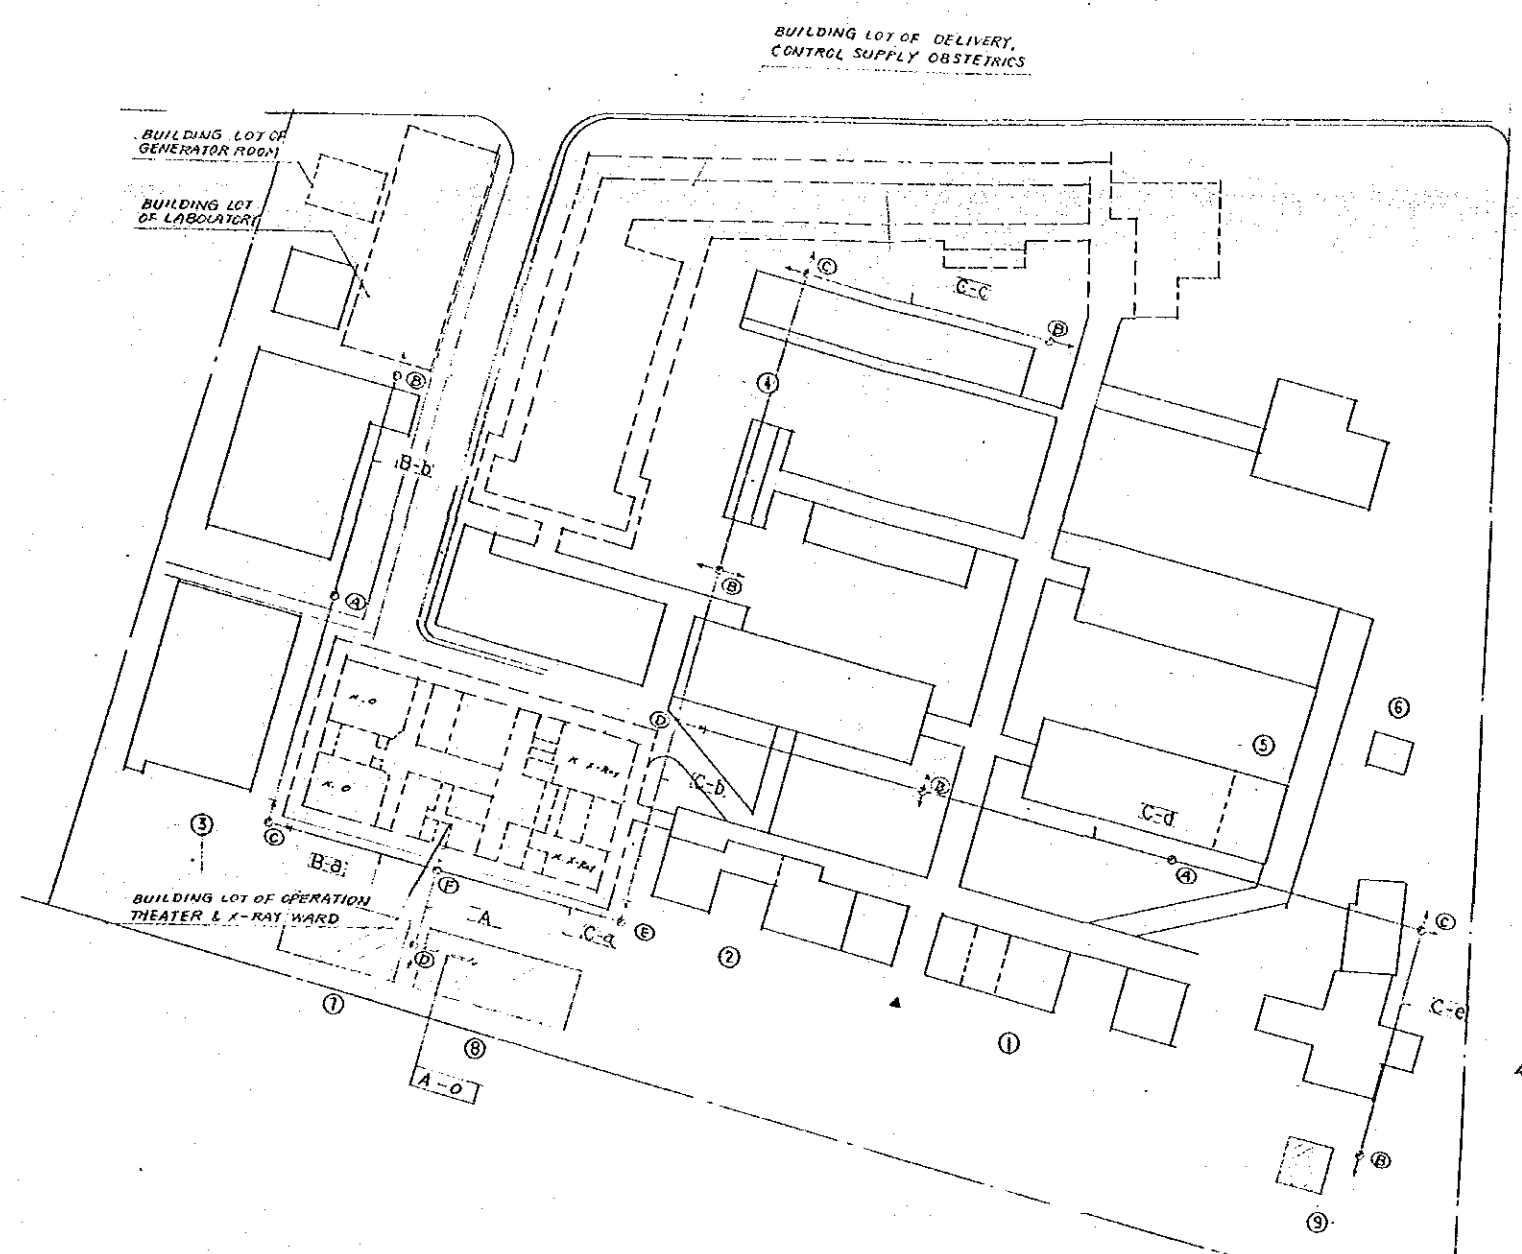 BUILDING LOT OF DELIVERY,
CONTROL SUPPLY OBSTETRICS
BUILDING LOT OF
GENERATOR ROOM
BUILDING LOT
OF LABOLATORY
C
C-C
B
4
B
B-b
A
B
K.O
K.O
K X-RAY
K X-RAY
D
C-b
B
C-d
A
5
6
3
C
B-a
F
A
C-a
E
D
BUILDING LOT OF OPERATION
THEATER & X-RAY WARD
2
7
8
A-O
1
C
C-e
B
9